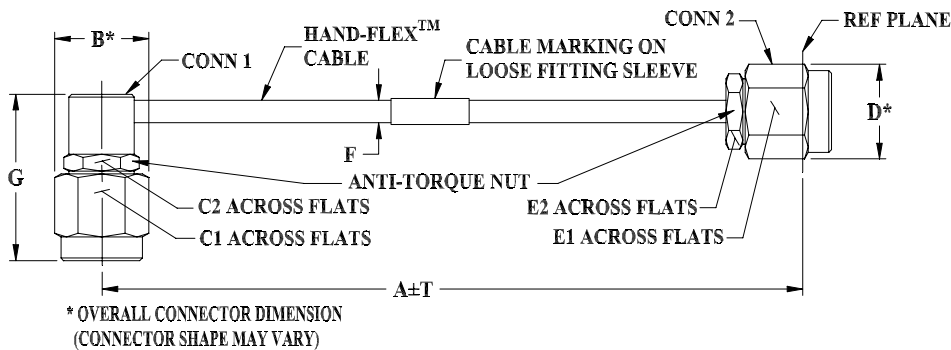 B*
CONN 1
HAND-FLEX™
CABLE
CABLE MARKING ON
LOOSE FITTING SLEEVE
CONN 2
REF PLANE
D*
G
F
ANTI-TORQUE NUT
C2 ACROSS FLATS
C1 ACROSS FLATS
E2 ACROSS FLATS
E1 ACROSS FLATS
A±T
* OVERALL CONNECTOR DIMENSION
(CONNECTOR SHAPE MAY VARY)